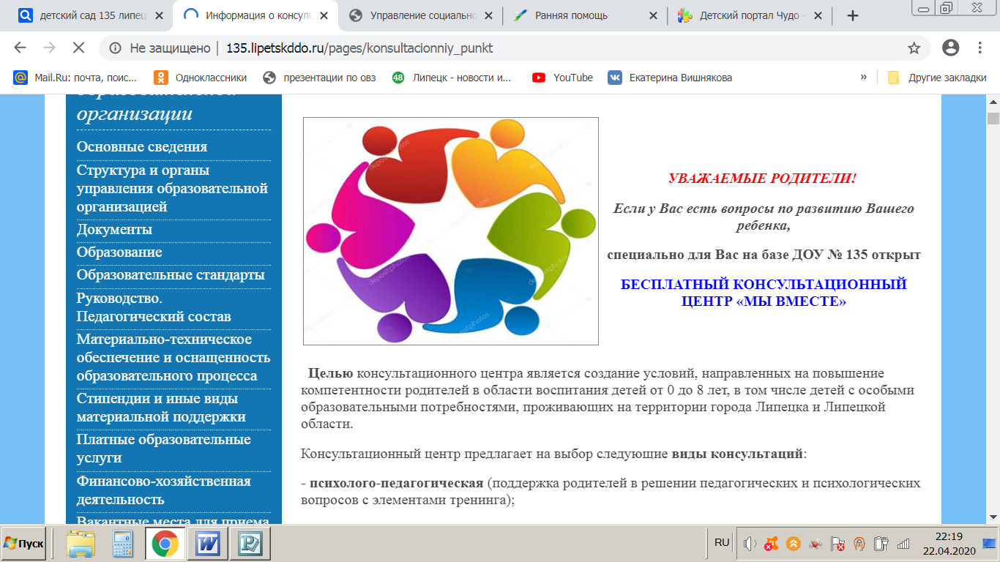 детский сад 135 липец
Информация о консуль
Управление социально
Ранняя помощь
Детский портал Чудо -
Не защищено | 135.lipetskddo.ru/pages/konsultacionniy_punkt
Mail.Ru: почта, поис...
Одноклассники
презентации по овз
48 Липецк - новости и...
YouTube
Екатерина Вишнякова
»
Другие закладки
организации
Основные сведения
Структура и органы
управления образовательной
организацией
Документы
Образование
Образовательные стандарты
Руководство.
Педагогический состав
Материально-техническое
обеспечение и оснащенность
образовательного процесса
Стипендии и иные виды
материальной поддержки
Платные образовательные
услуги
Финансово-хозяйственная
деятельность
Вакантные места для приема
depositphotos
УВАЖАЕМЫЕ РОДИТЕЛИ!
Если у Вас есть вопросы по развитию Вашего
ребенка,
специально для Вас на базе ДОУ № 135 открыт
БЕСПЛАТНЫЙ КОНСУЛЬТАЦИОННЫЙ
ЦЕНТР «МЫ ВМЕСТЕ»
Целью консультационного центра является создание условий, направленных на повышение
компетентности родителей в области воспитания детей от 0 до 8 лет, в том числе детей с особыми
образовательными потребностями, проживающих на территории города Липецка и Липецкой
области.
Консультационный центр предлагает на выбор следующие виды консультаций:
- психолого-педагогическая (поддержка родителей в решении педагогических и психологических
вопросов с элементами тренинга);
Пуск
RU
22:19
22.04.2020